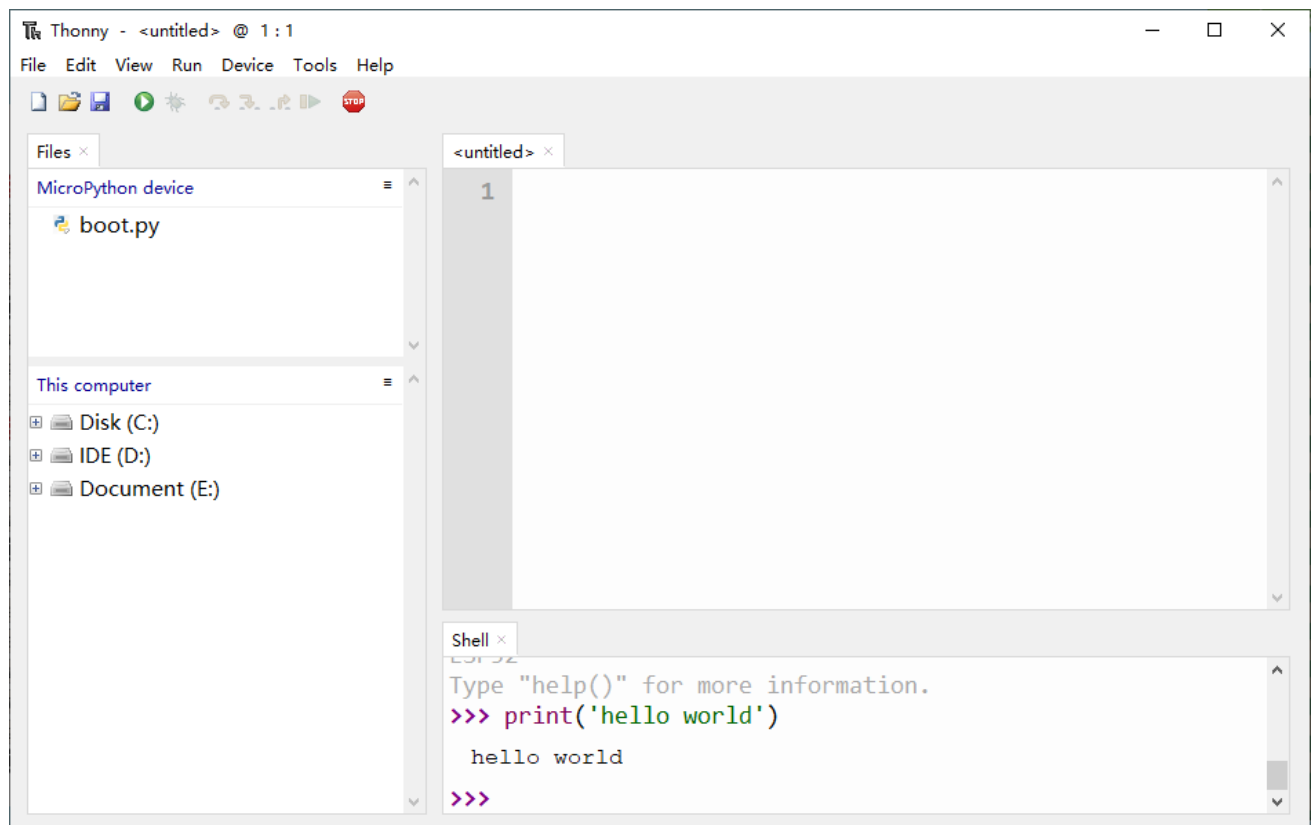 Thonny - <untitled> @ 1:1
File Edit View Run Device Tools Help
STOP
Files
MicroPython device
boot.py
This computer
Disk (C:)
IDE (D:)
Document (E:)
<untitled>
1
Shell
Type "help()" for more information.
>>> print('hello world')
hello world
>>>